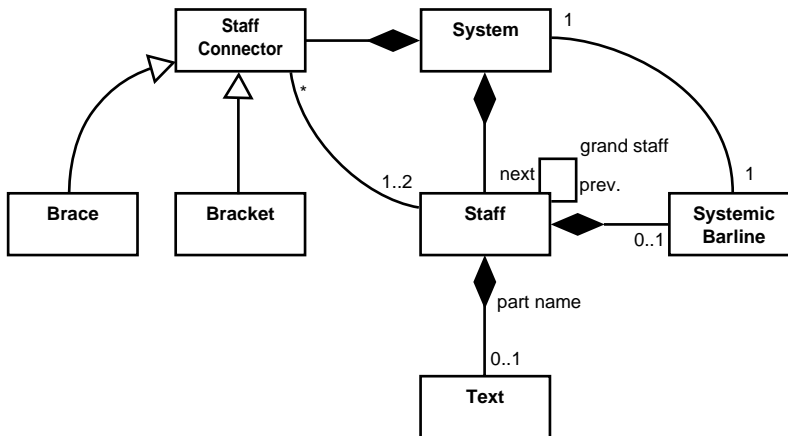 Staff
Connector
System
1
*
grand staff
next
prev.
1..2
1
Brace
Bracket
Staff
Systemic
Barline
0..1
part name
0..1
Text